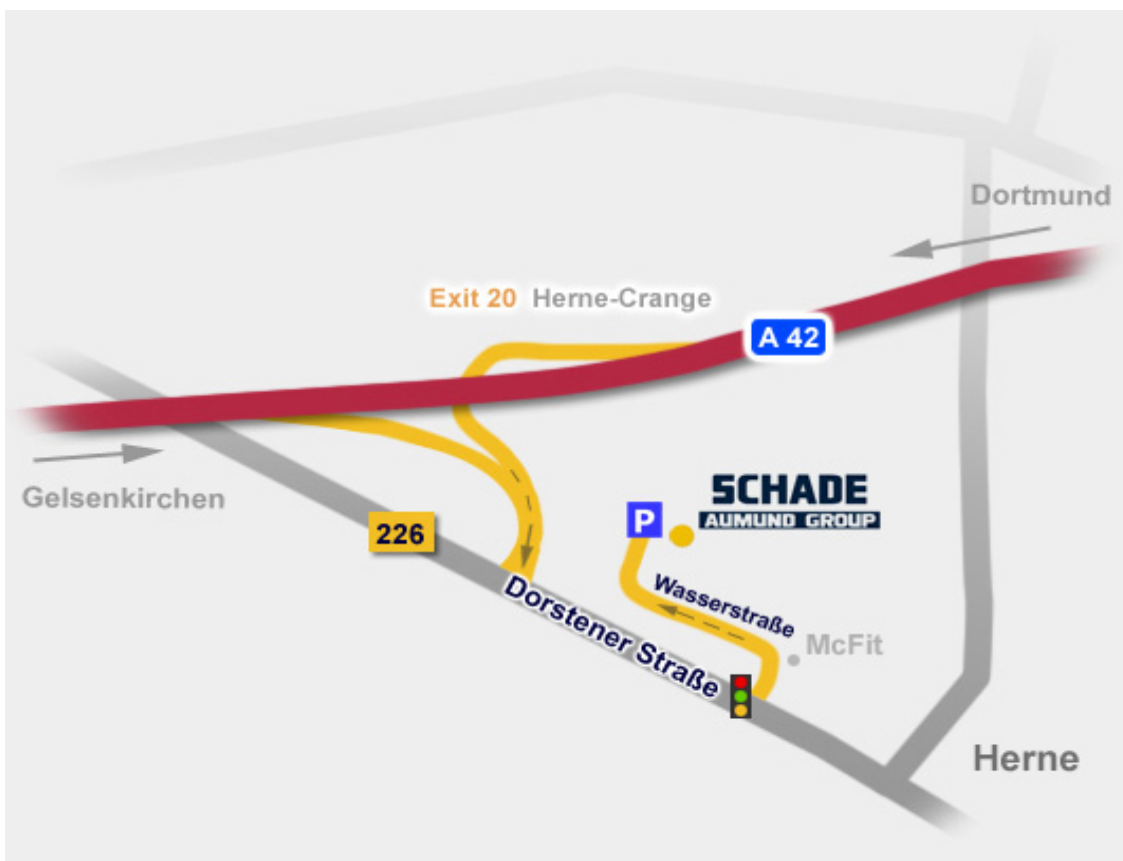 Dortmund
Exit 20 Herne-Crange
A 42
Gelsenkirchen
SCHADE
AUMUND GROUP
P
226
Wasserstraße
Dorstener Straße
McFit
Herne